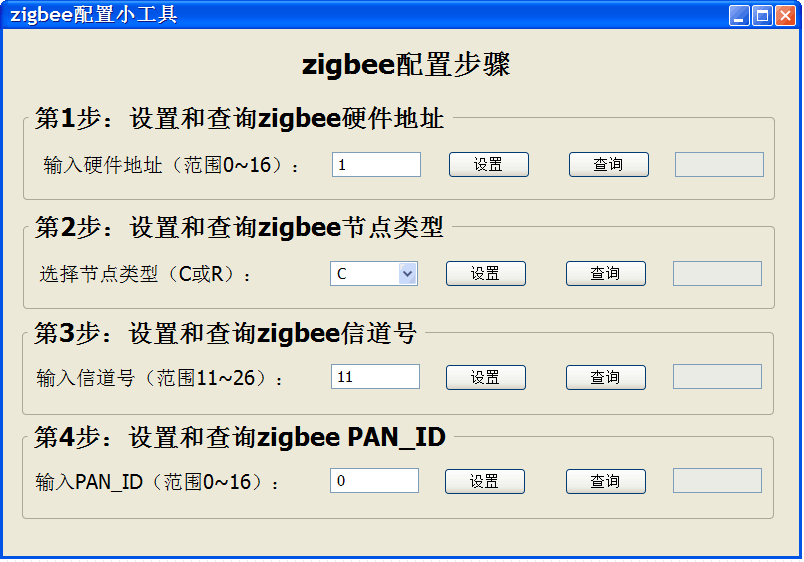 zigbee配置小工具
zigbee配置步骤
第1步：设置和查询zigbee硬件地址
输入硬件地址（范围0~16）： 1 设置 查询
第2步：设置和查询zigbee节点类型
选择节点类型（C或R）： C 设置 查询
第3步：设置和查询zigbee信道号
输入信道号（范围11~26）： 11 设置 查询
第4步：设置和查询zigbee PAN_ID
输入PAN_ID（范围0~16）： 0 设置 查询